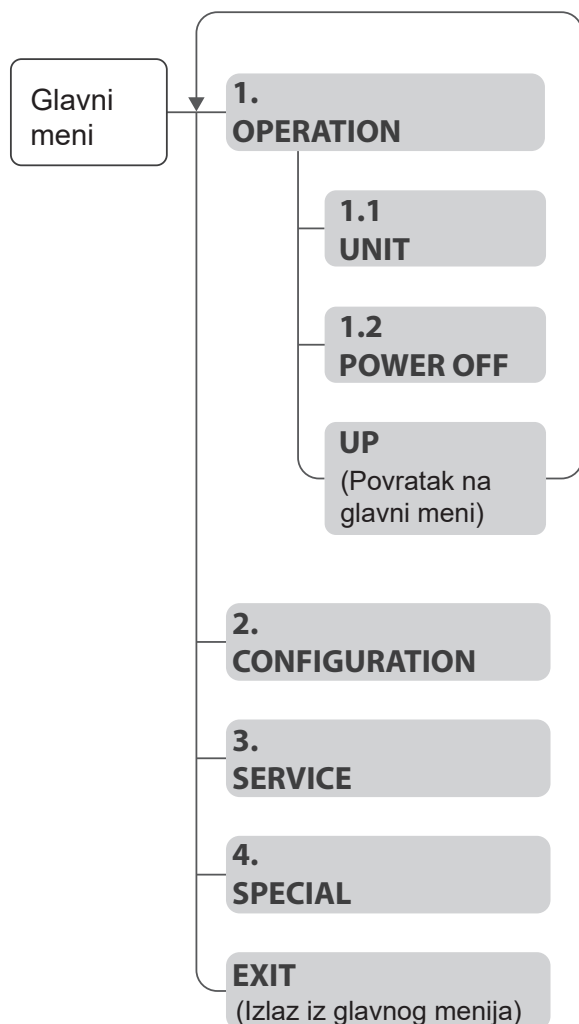 Glavni
meni
1.
OPERATION
1.1
UNIT
1.2
POWER OFF
UP
(Povratak na
glavni meni)
2.
CONFIGURATION
3.
SERVICE
4.
SPECIAL
EXIT
(Izlaz iz glavnog menija)